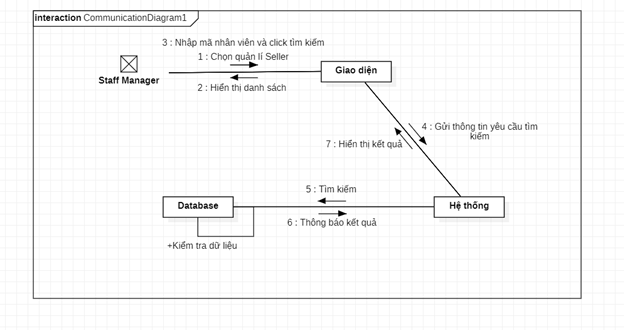 interaction CommunicationDiagram1
3 : Nhập mã nhân viên và click tìm kiếm
1 : Chọn quản lí Seller
Giao diện
Staff Manager
2 : Hiển thị danh sách
4 : Gửi thông tin yêu cầu tìm
kiếm
7 : Hiển thị kết quả
5 : Tìm kiếm
Database
Hệ thống
6 : Thông báo kết quả
+Kiểm tra dữ liệu